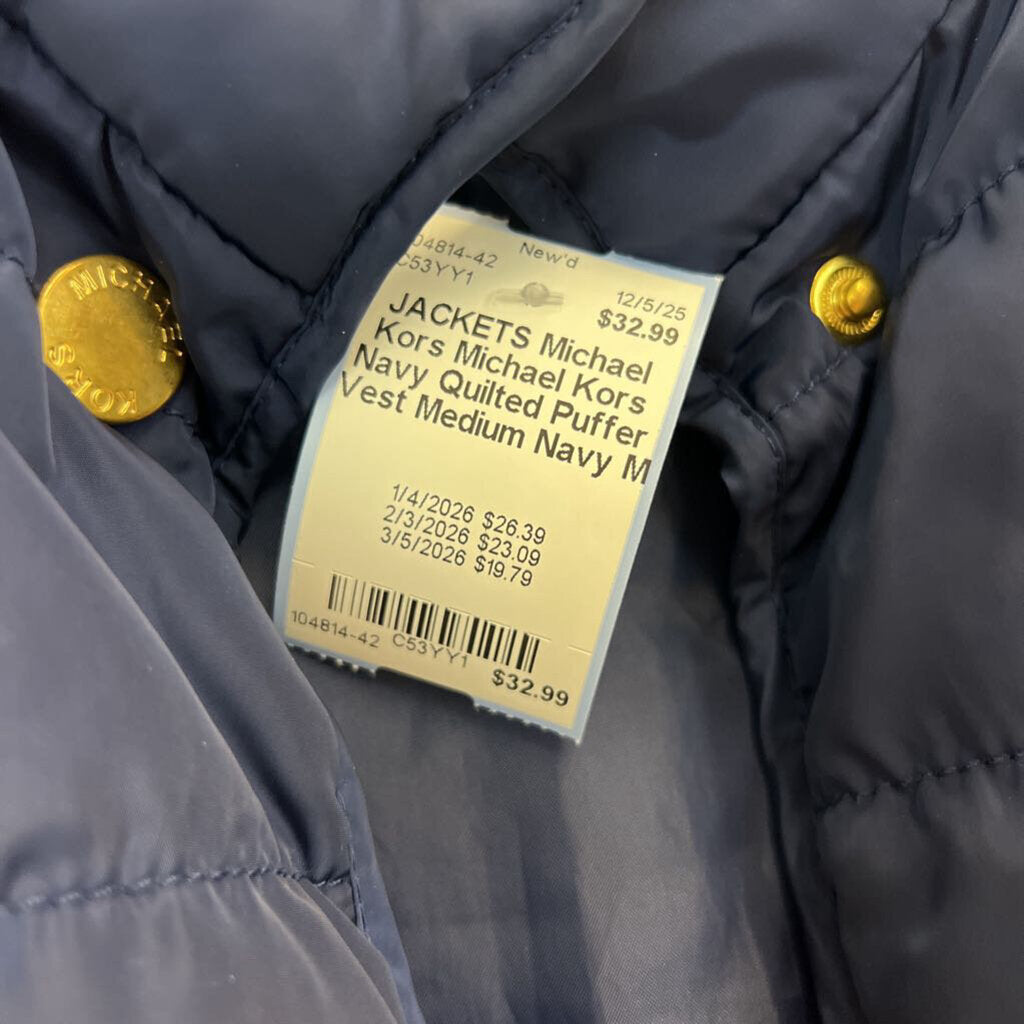 MICHAEL KORS
04814-42 New'd
C53YY1
12/5/25
$32.99
JACKETS Michael
Kors Michael Kors
Navy Quilted Puffer
Vest Medium Navy M
1/4/2026 $26.39
2/3/2026 $23.09
3/5/2026 $19.79
104814-42 C53YY1
$32.99